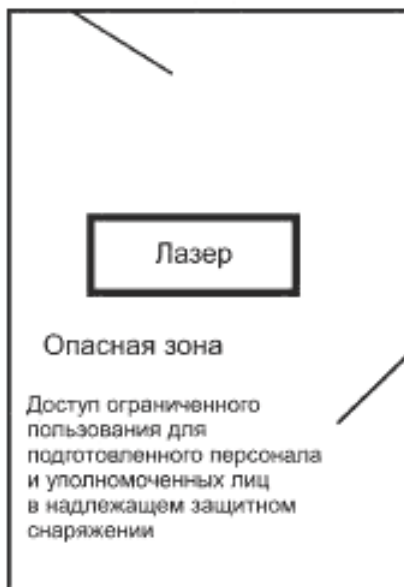 Лазер
Опасная зона
Доступ ограниченного
пользования для
подготовленного персонала
и уполномоченных лиц
в надлежащем защитном
снаряжении